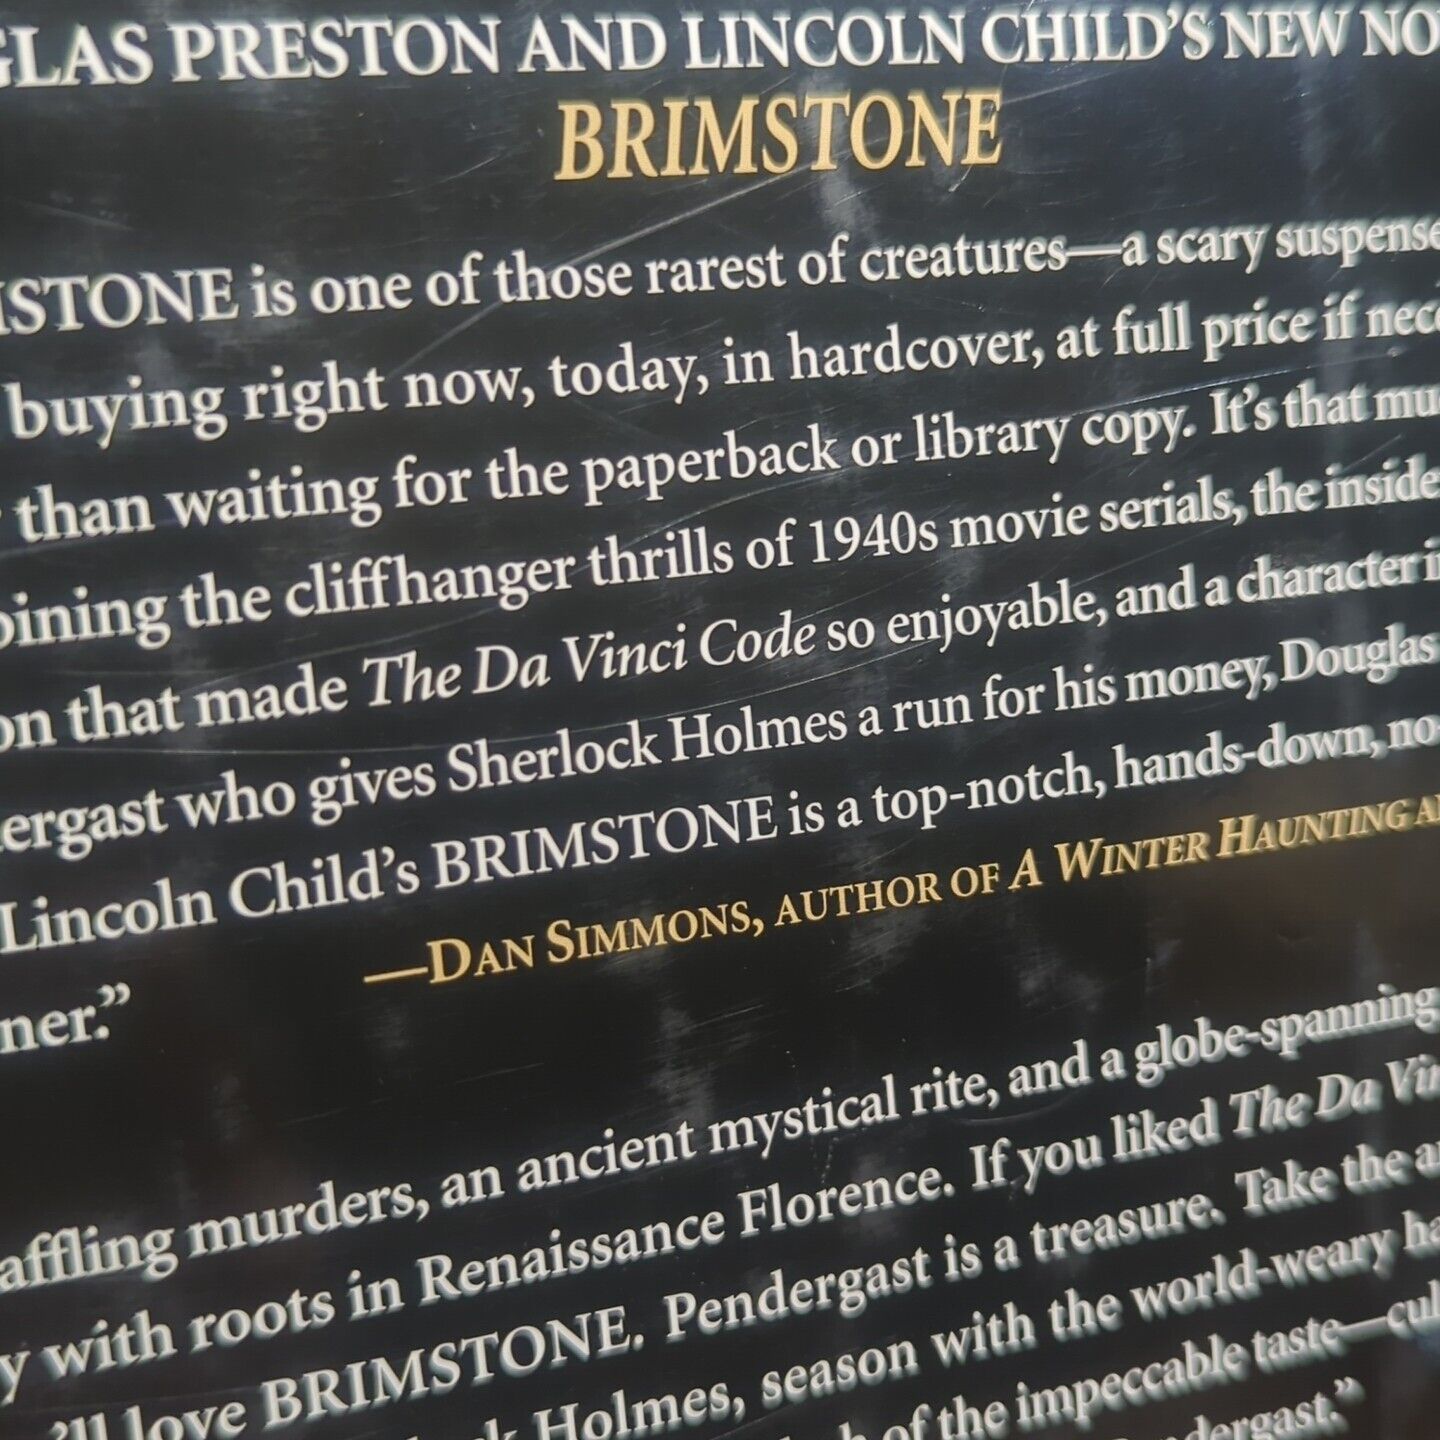 GLAS PRESTON AND LINCOLN CHILD'S NEW NO
BRIMSTONE
ISTONE is one of those rarest of creatures—a scary suspense
buying right now, today, in hardcover, at full price if nece
than waiting for the paperback or library copy. It's that muc
ining the cliffhanger thrills of 1940s movie serials, the inside
on that made The Da Vinci Code so enjoyable, and a character i
ergast who gives Sherlock Holmes a run for his money, Douglas
Lincoln Child's BRIMSTONE is a top-notch, hands-down, no-
ner."
—DAN SIMMONS, AUTHOR OF A WINTER HAUNTING A
affling murders, an ancient mystical rite, and a globe-spanning
y with roots in Renaissance Florence. If you liked The Da Vin
'll love BRIMSTONE. Pendergast is a treasure. Take the a
k Holmes, season with the world-weary ha
h of the impeccable taste—cul
dergast."